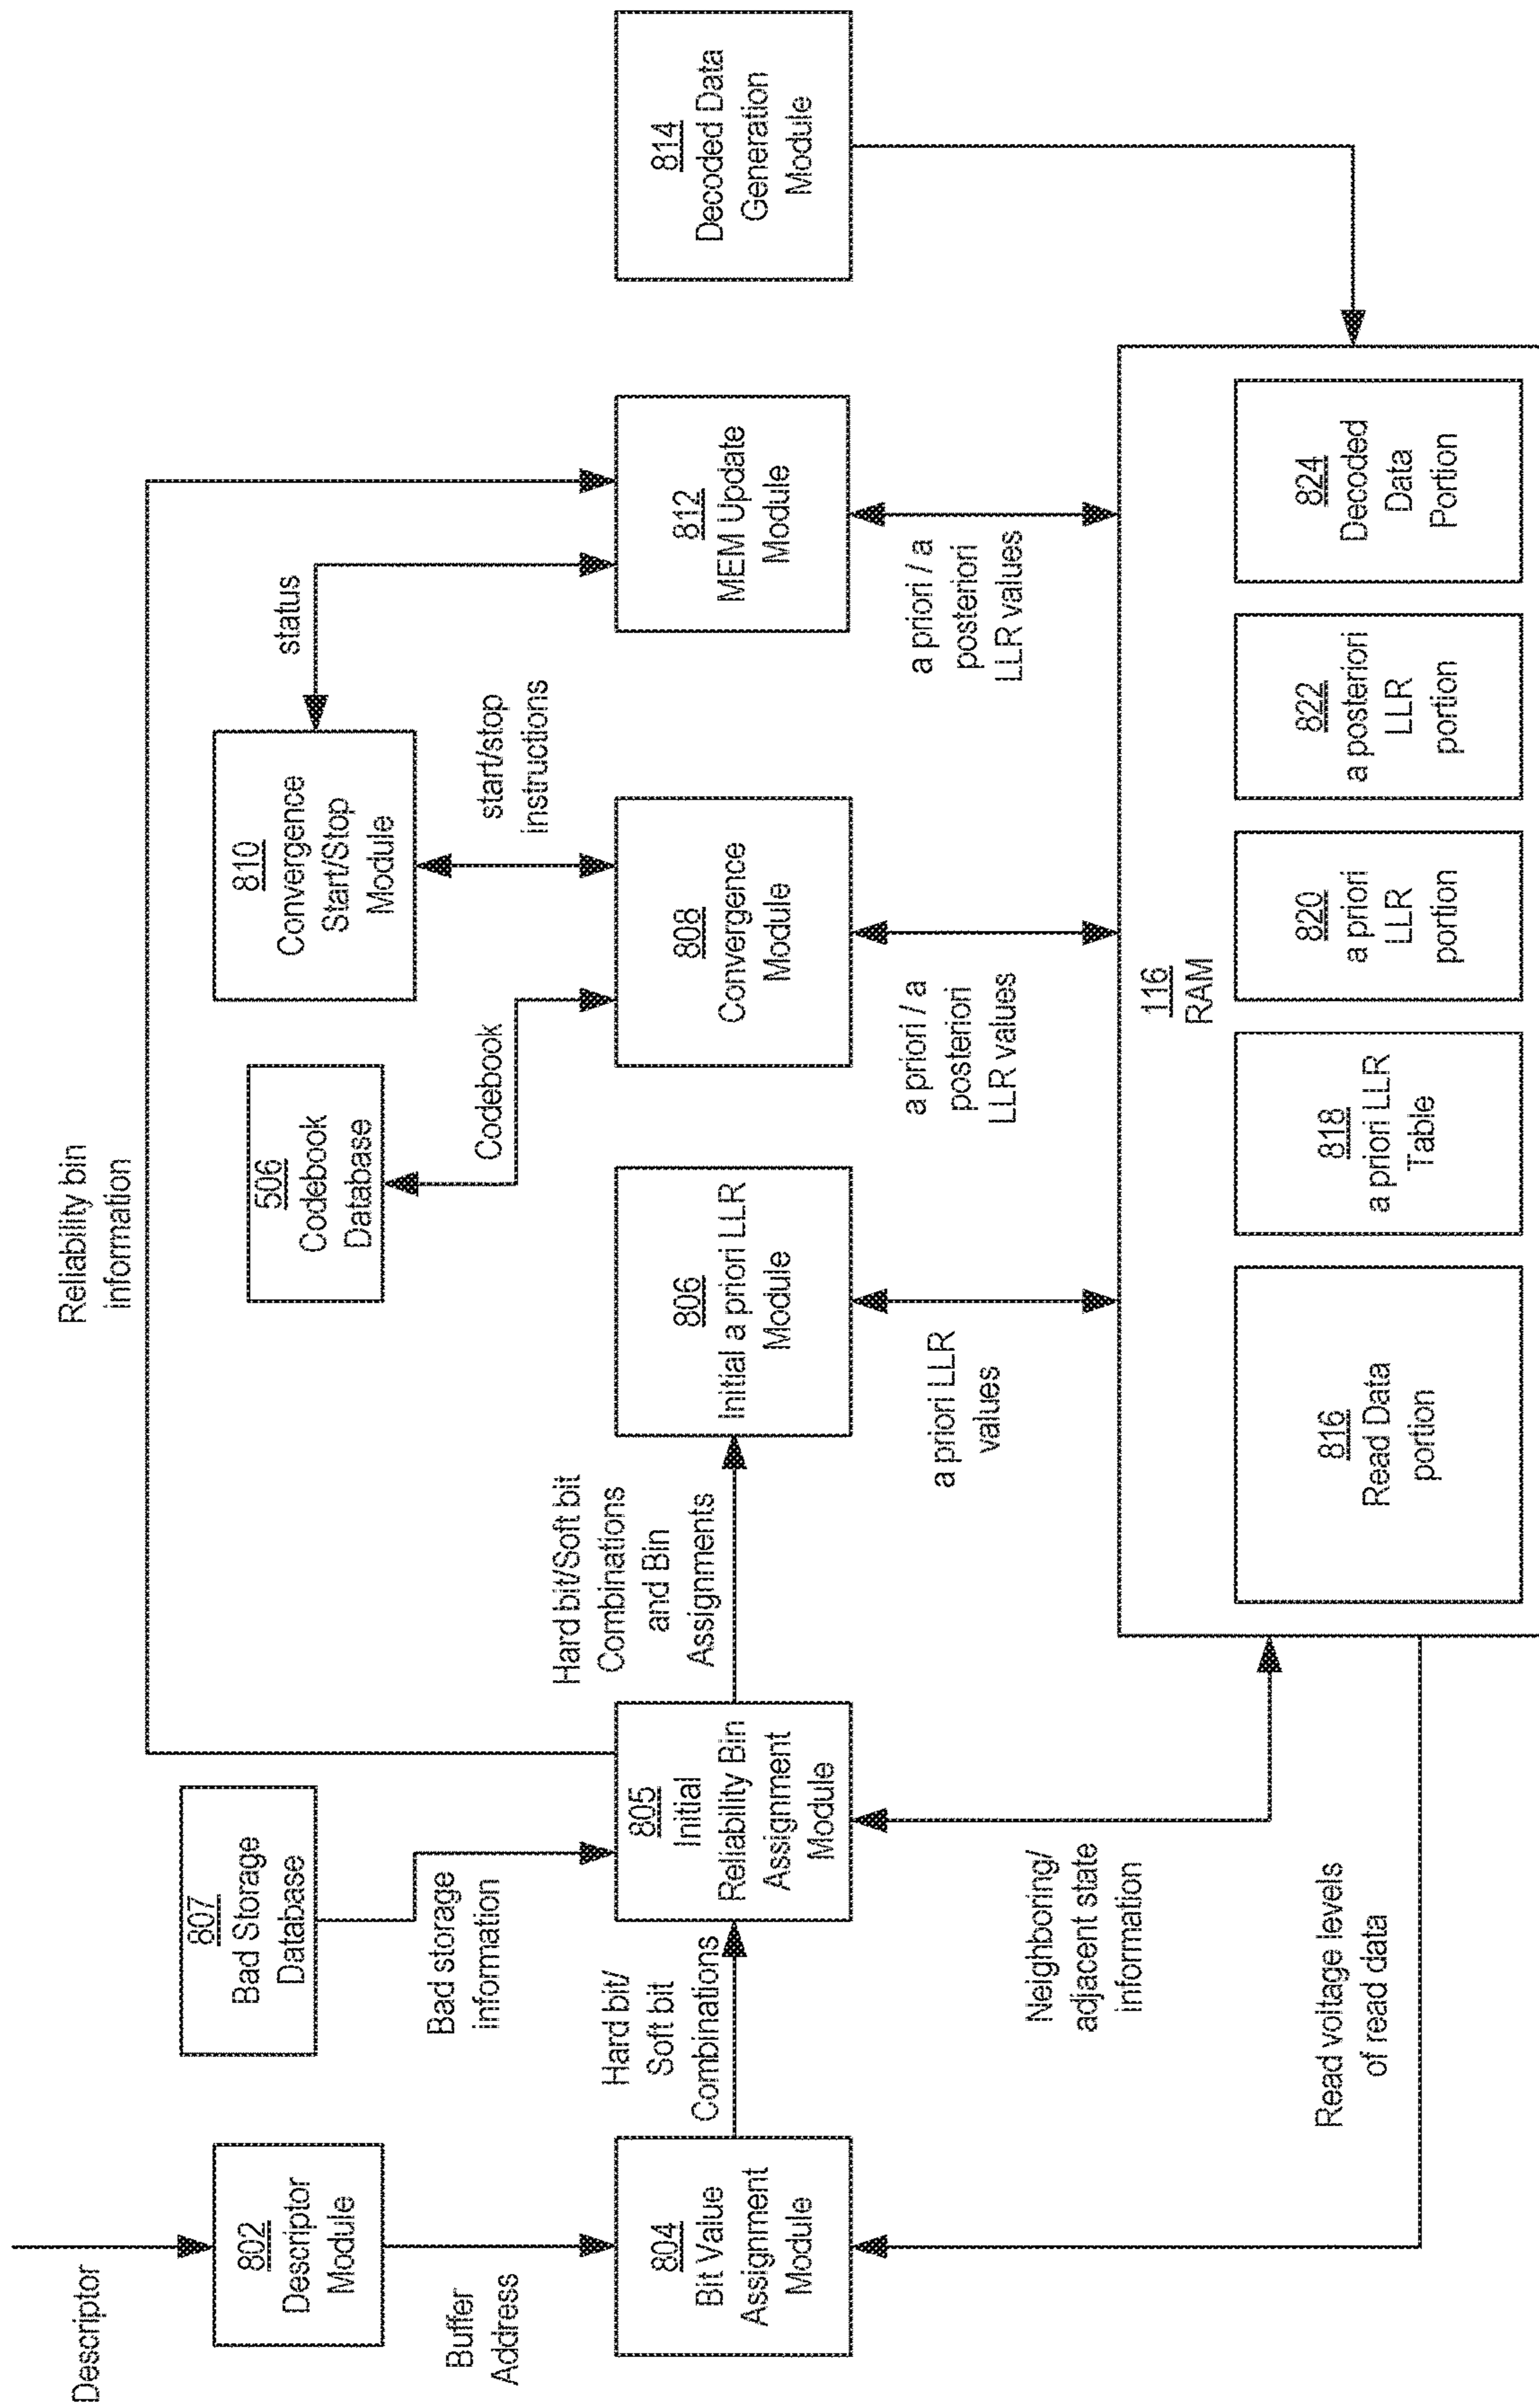 Descriptor
802
Descriptor
Module
Buffer
Address
804
Bit Value
Assignment
Module
Hard bit/
Soft bit
Combinations
807
Bad Storage
Database
Bad storage
information
805
Initial
Reliability Bin
Assignment
Module
Reliability bin
information
Hard bit/Soft bit
Combinations
and Bin
Assignments
806
Initial a priori LLR
Module
506
Codebook
Database
Codebook
808
Convergence
Module
810
Convergence
Start/Stop
Module
start/stop
instructions
status
812
MEM Update
Module
814
Decoded Data
Generation
Module
Read voltage levels
of read data
Neighboring/
adjacent state
information
a priori LLR
values
a priori / a
posteriori
LLR values
a priori / a
posteriori
LLR values
116
RAM
816
Read Data
portion
818
a priori LLR
Table
820
a priori
LLR
portion
822
a posteriori
LLR
portion
824
Decoded
Data
Portion